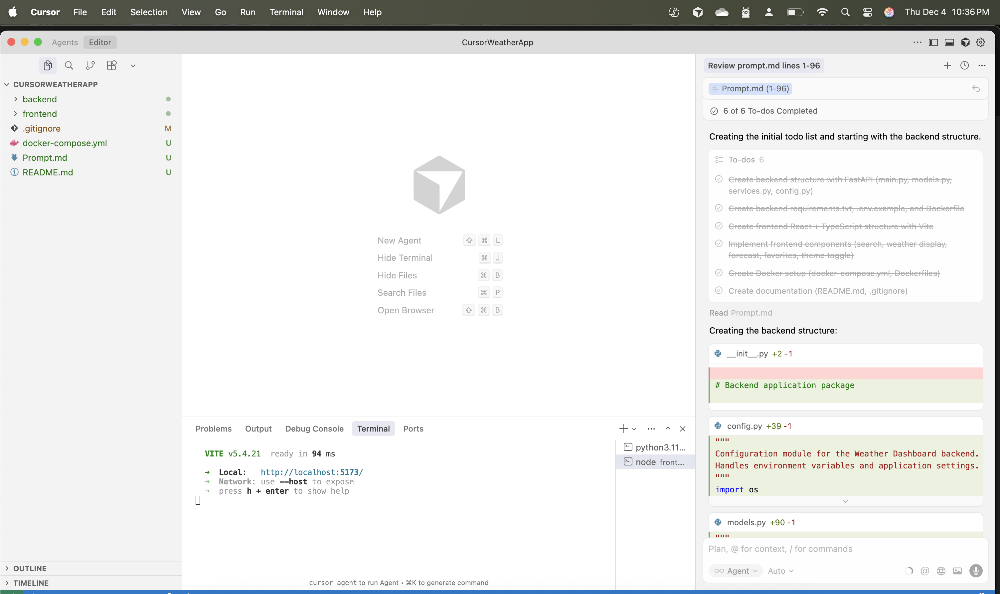 Cursor File Edit Selection View Go Run Terminal Window Help Thu Dec 4 10:36 PM
Agents Editor CursorWeatherApp
CURSORWEATHERAPP
backend
frontend
.gitignore M
docker-compose.yml U
Prompt.md U
README.md U
OUTLINE
TIMELINE
New Agent ⇧ ⌘ L
Hide Terminal ⌘ J
Hide Files ⌘ B
Search Files ⌘ P
Open Browser ⇧ ⌘ B
Problems Output Debug Console Terminal Ports
VITE v5.4.21 ready in 94 ms
➜ Local: http://localhost:5173/
➜ Network: use --host to expose
➜ press h + enter to show help
python3.11...
node front...
cursor agent to run Agent • ⌘K to generate command
Review prompt.md lines 1-96
Prompt.md (1-96)
6 of 6 To-dos Completed
Creating the initial todo list and starting with the backend structure.
To-dos 6
Create backend structure with FastAPI (main.py, models.py,
services.py, config.py)
Create backend requirements.txt, .env.example, and Dockerfile
Create frontend React + TypeScript structure with Vite
Implement frontend components (search, weather display,
forecast, favorites, theme toggle)
Create Docker setup (docker-compose.yml, Dockerfiles)
Create documentation (README.md, .gitignore)
Read Prompt.md
Creating the backend structure:
__init__.py +2 -1
# Backend application package
config.py +39 -1
"""
Configuration module for the Weather Dashboard backend.
Handles environment variables and application settings.
"""
import os
models.py +90 -1
"""
Plan, @ for context, / for commands
Agent Auto